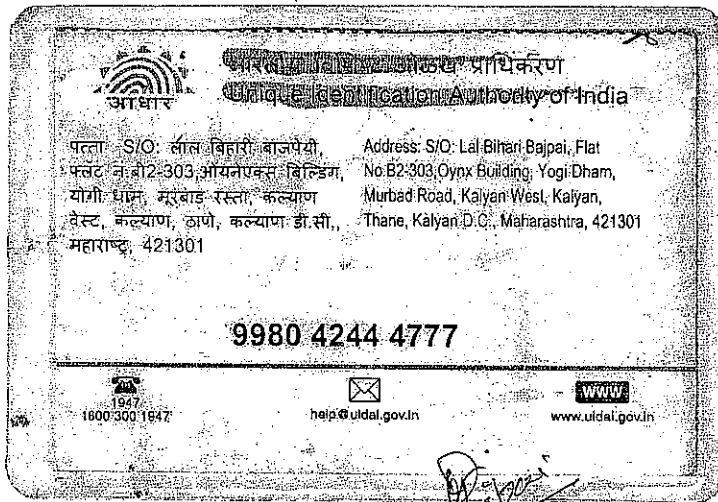 आधार
प्राधिकरण
Unique Identification Authority of India
पत्ता: S/O: लाल बिहारी बाजपेयी,
फ्लॅट न.बी2-303,ओयनेएक्स बिल्डिंग,
योगी धाम, मूरबाड रस्ता, कल्याण
वेस्ट, कल्याण, ठाणे, कल्याण डी.सी.,
महाराष्ट्र, 421301
Address: S/O: Lal Bihari Bajpai, Flat
No.B2-303,Oynx Building, Yogi Dham,
Murbad Road, Kalyan West, Kalyan,
Thane, Kalyan D.C., Maharashtra, 421301
9980 4244 4777
1947
1800 300 1947
help@uidai.gov.in
www.uidai.gov.in